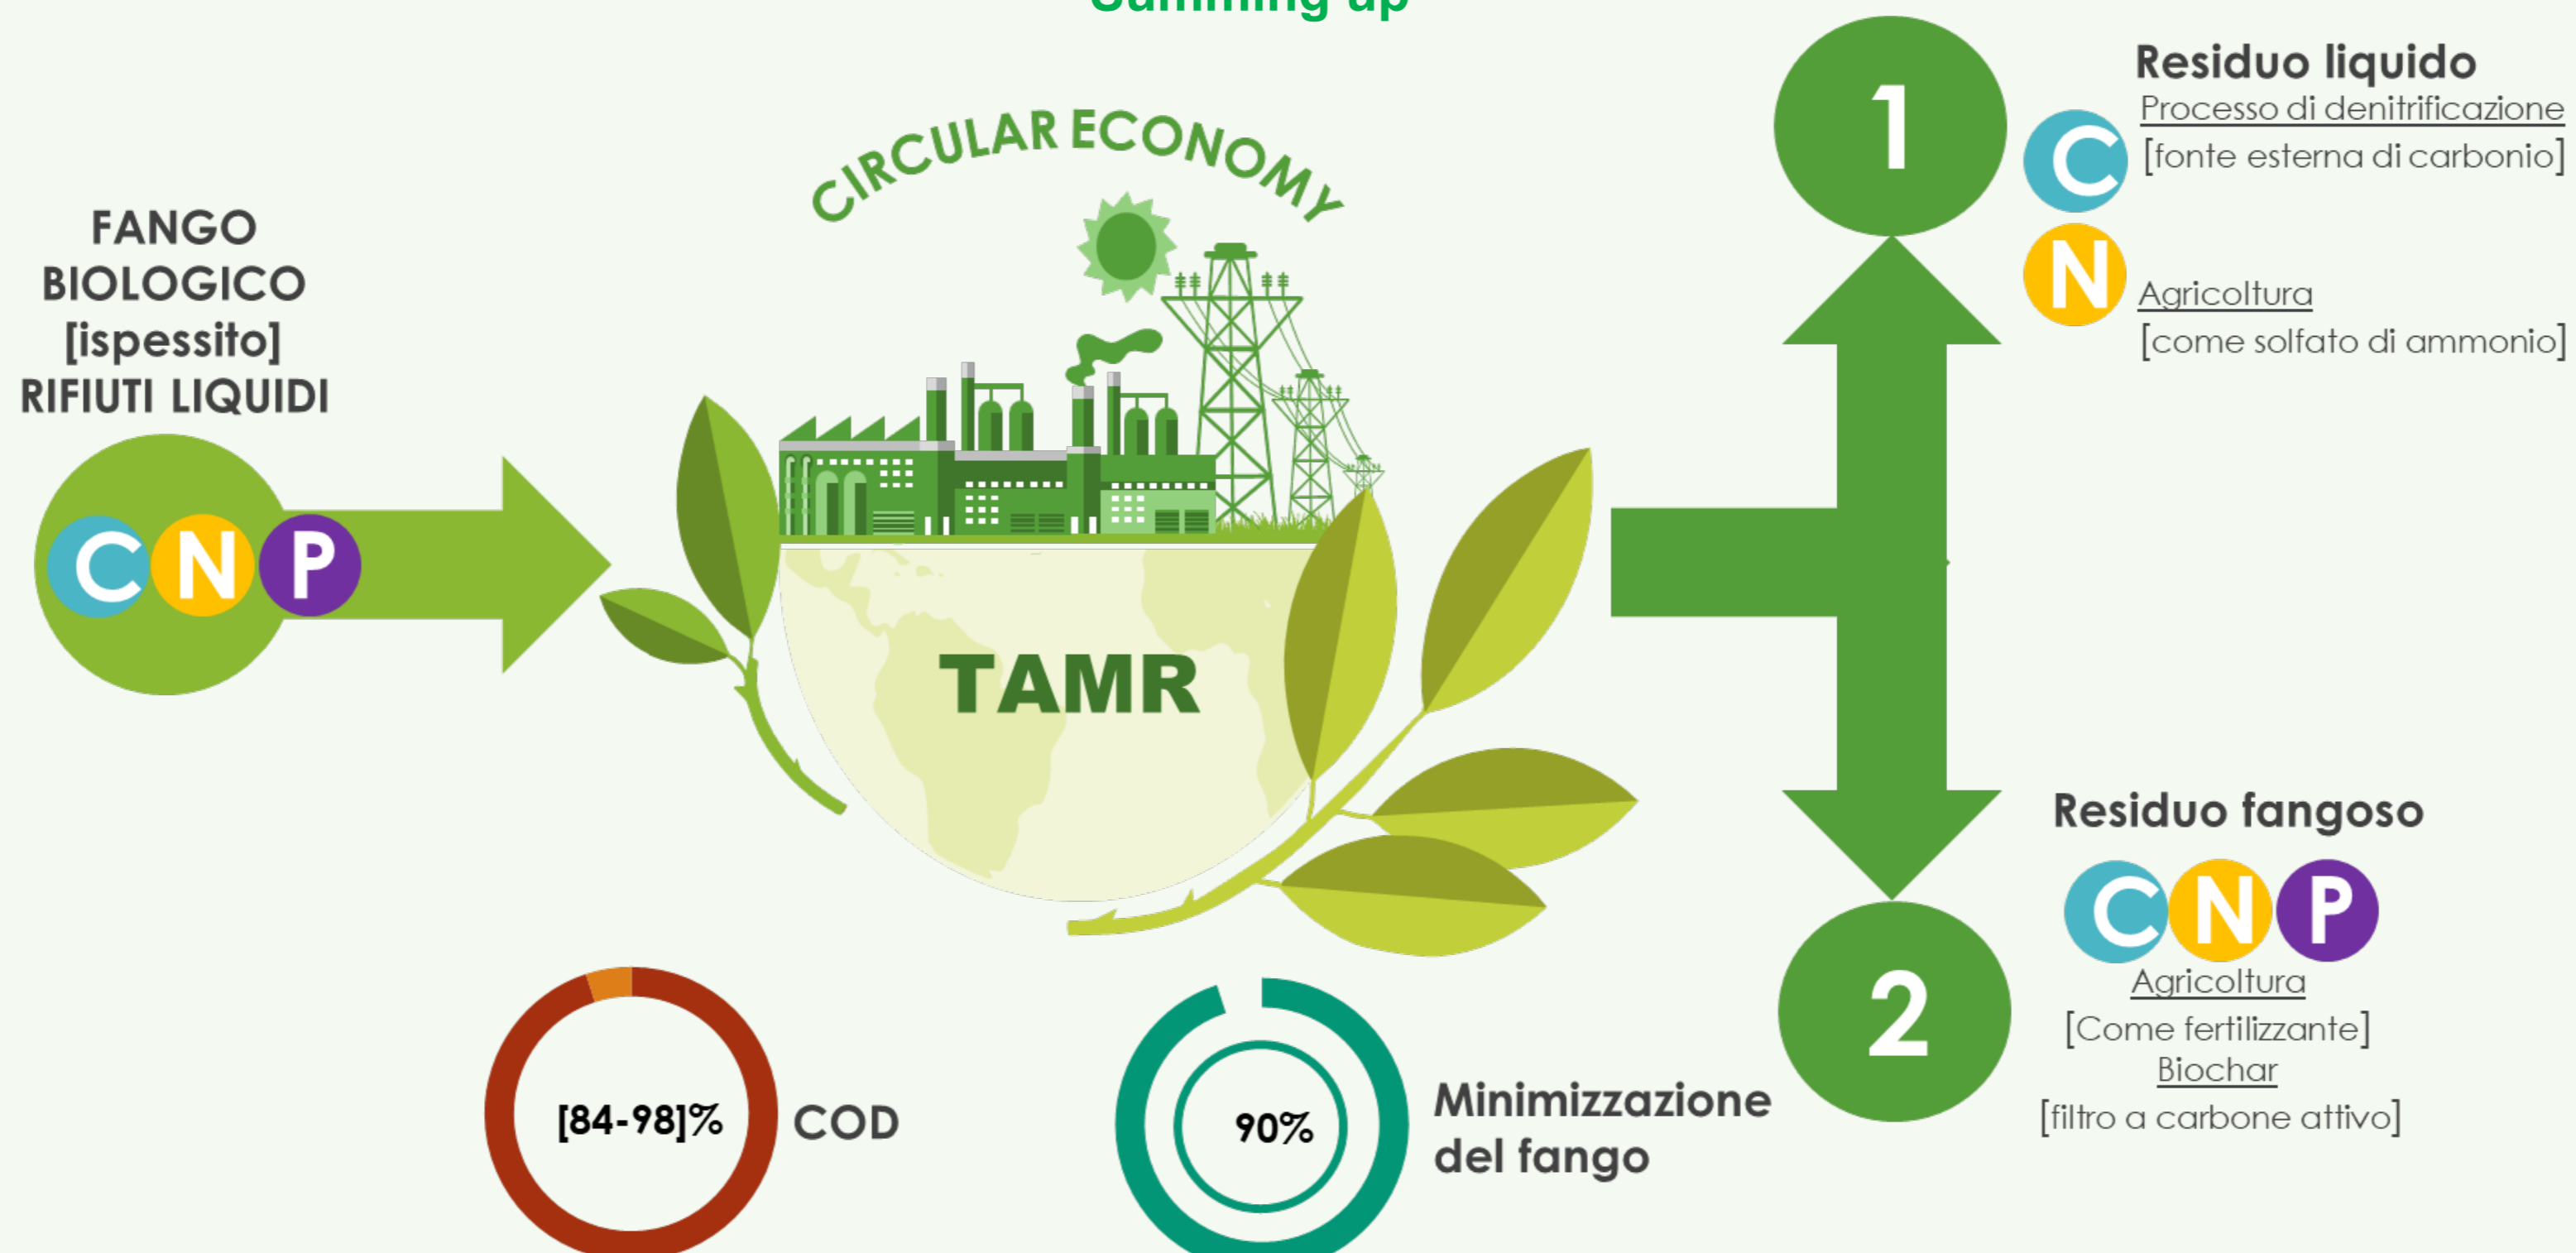 Summing up
CIRCULAR ECONOMY
FANGO
BIOLOGICO
[ispessito]
RIFIUTI LIQUIDI
C N P
TAMR
1
Residuo liquido
C
Processo di denitrificazione
[fonte esterna di carbonio]
N
Agricoltura
[come solfato di ammonio]
2
Residuo fangoso
C N P
Agricoltura
[Come fertilizzante]
Biochar
[filtro a carbone attivo]
[84-98]%
COD
90%
Minimizzazione
del fango